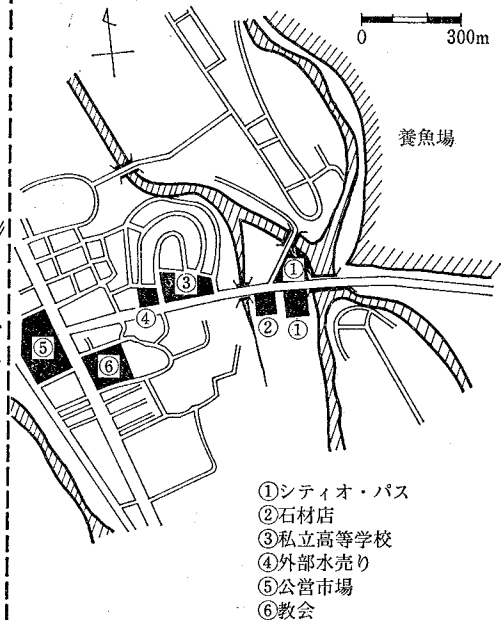 0 300m
養魚場
①
③
④
② ①
⑤
⑥
①シティオ・パス
②石材店
③私立高等学校
④外部水売り
⑤公営市場
⑥教会